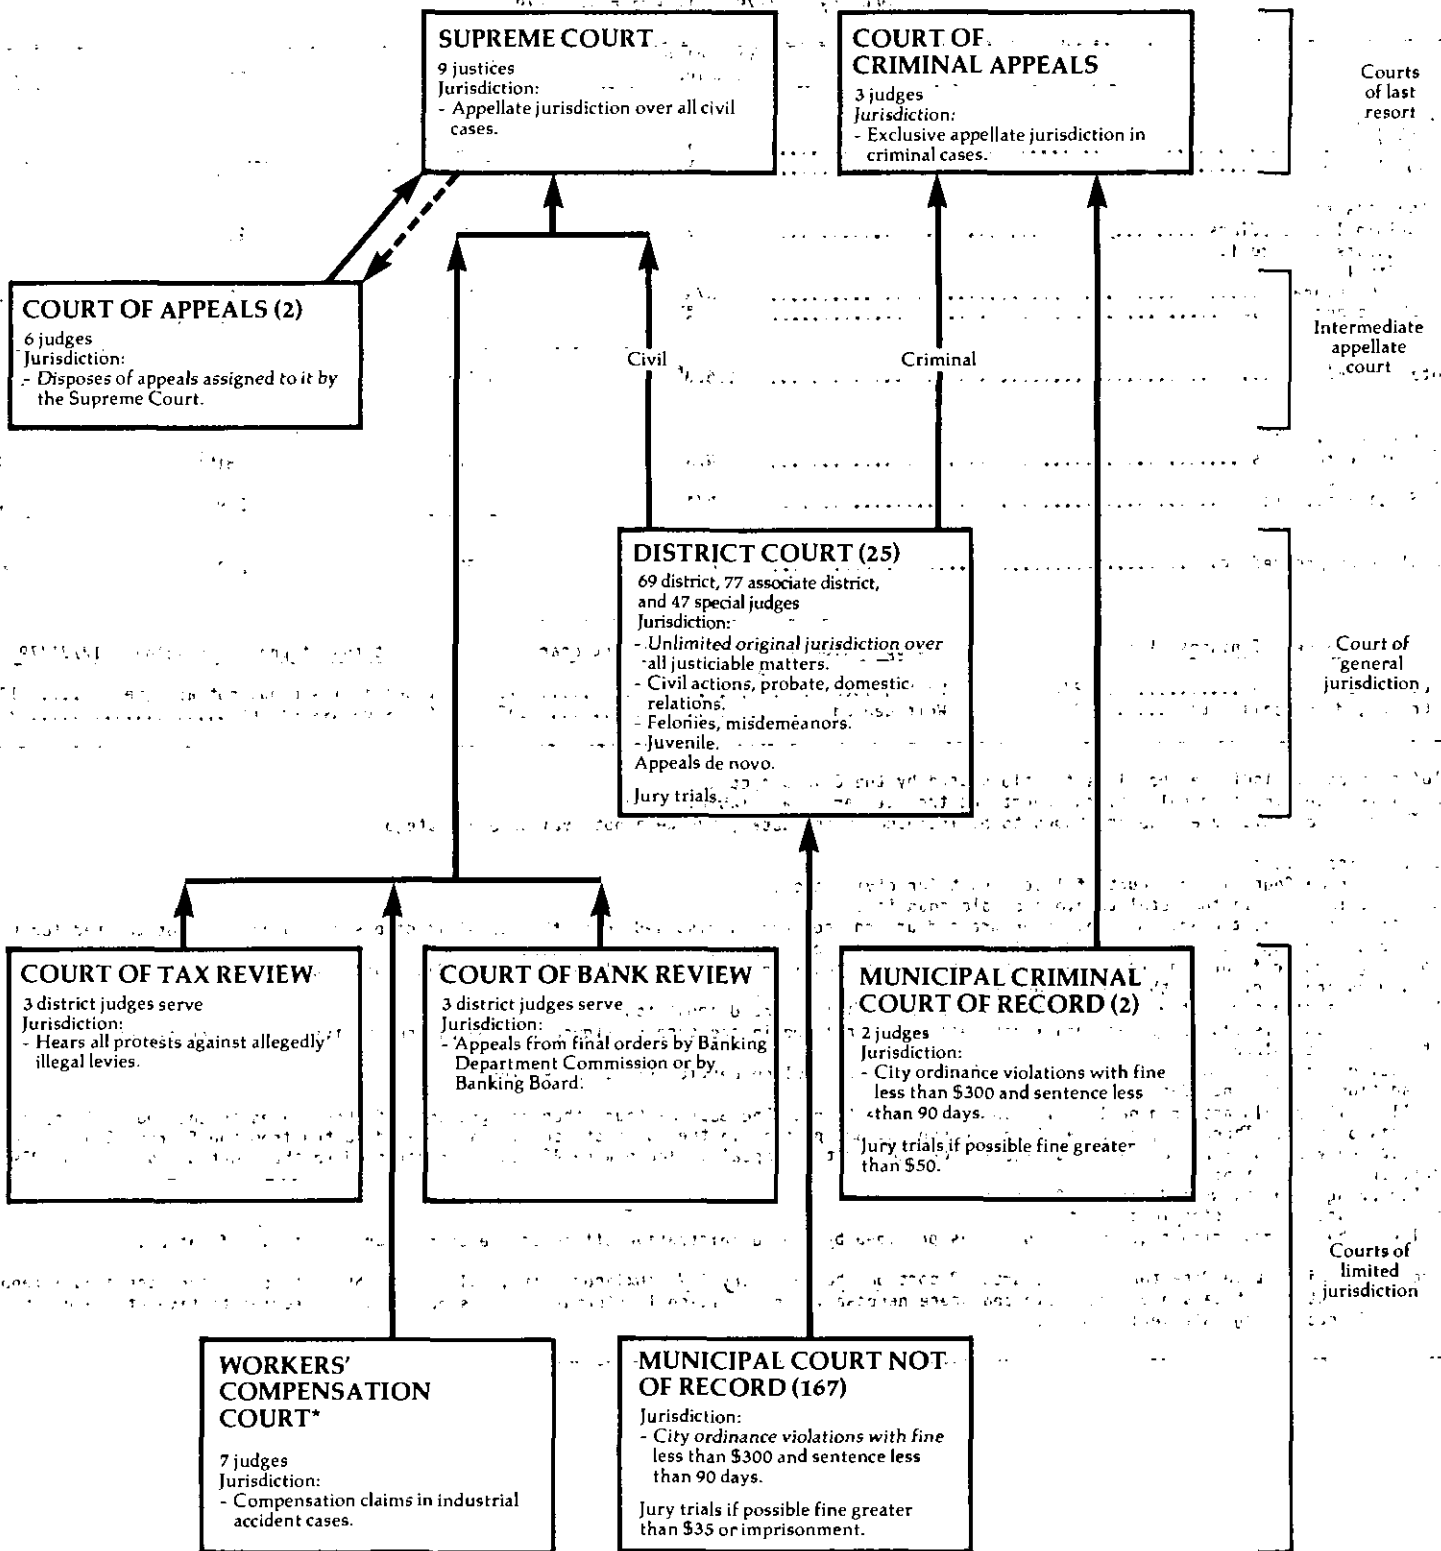 SUPREME COURT
9 justices
Jurisdiction:
- Appellate jurisdiction over all civil
cases.
COURT OF
CRIMINAL APPEALS
3 judges
Jurisdiction:
- Exclusive appellate jurisdiction in
criminal cases.
Courts
of last
resort
COURT OF APPEALS (2)
6 judges
Jurisdiction:
- Disposes of appeals assigned to it by
the Supreme Court.
Civil
Criminal
Intermediate
appellate
court
DISTRICT COURT (25)
69 district, 77 associate district,
and 47 special judges
Jurisdiction:
- Unlimited original jurisdiction over
all justiciable matters.
- Civil actions, probate, domestic
relations.
- Felonies, misdemeanors.
- Juvenile.
Appeals de novo.
Jury trials.
Court of
general
jurisdiction
COURT OF TAX REVIEW
3 district judges serve
Jurisdiction:
- Hears all protests against allegedly
illegal levies.
COURT OF BANK REVIEW
3 district judges serve
Jurisdiction:
- Appeals from final orders by Banking
Department Commission or by
Banking Board.
MUNICIPAL CRIMINAL
COURT OF RECORD (2)
2 judges
Jurisdiction:
- City ordinance violations with fine
less than $300 and sentence less
than 90 days.
Jury trials if possible fine greater
than $50.
Courts of
limited
jurisdiction
WORKERS'
COMPENSATION
COURT*
7 judges
Jurisdiction:
- Compensation claims in industrial
accident cases.
MUNICIPAL COURT NOT
OF RECORD (167)
Jurisdiction:
- City ordinance violations with fine
less than $300 and sentence less
than 90 days.
Jury trials if possible fine greater
than $35 or imprisonment.